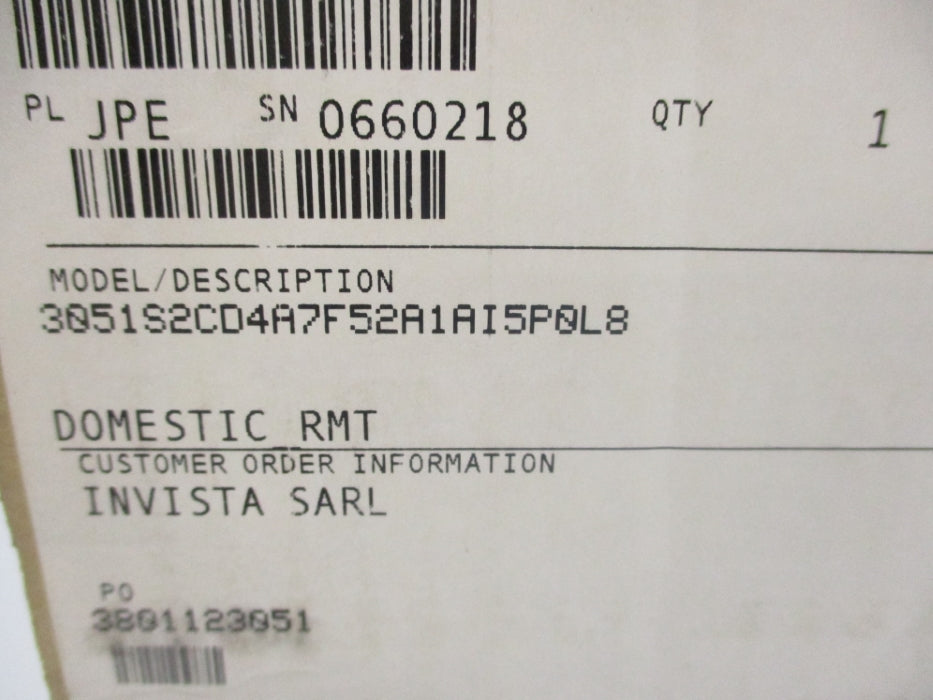 PL JPE SN 0660218 QTY 1
MODEL/DESCRIPTION
3051S2CD4A7F52A1AI5P0L8
DOMESTIC RMT
CUSTOMER ORDER INFORMATION
INVISTA SARL
PO
3801123051